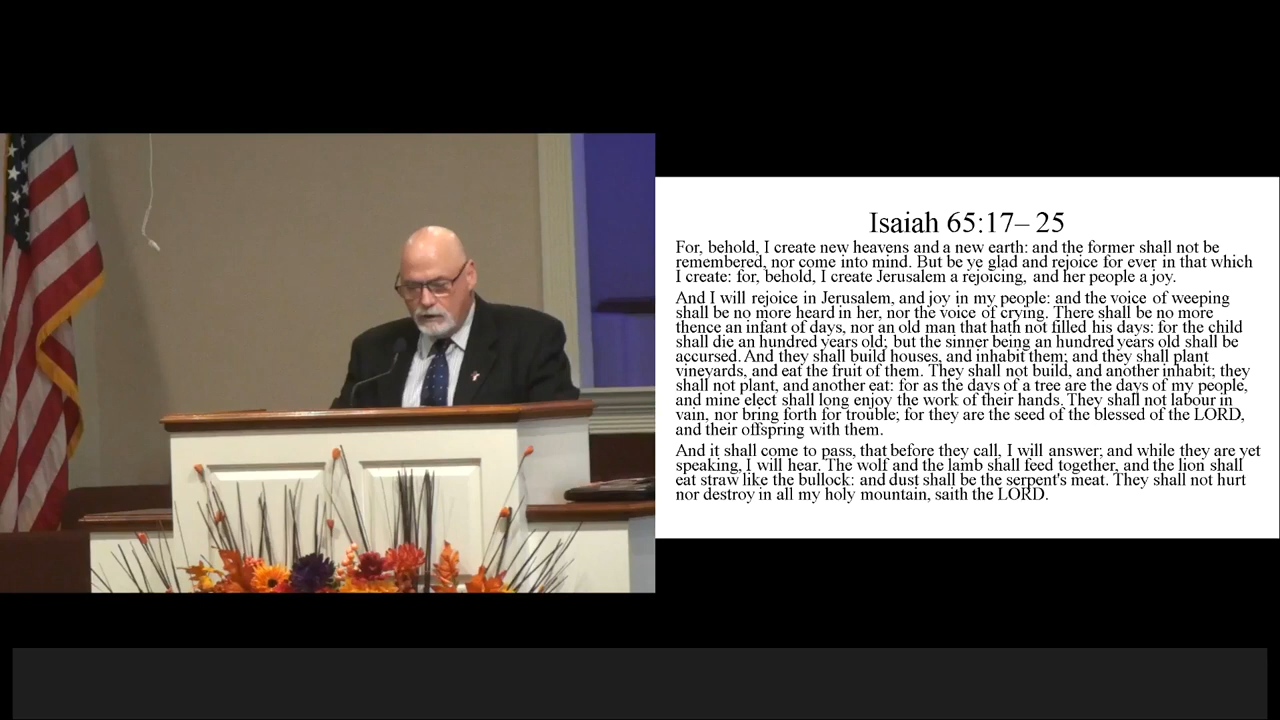 Isaiah 65:17– 25
For, behold, I create new heavens and a new earth: and the former shall not be
remembered, nor come into mind. But be ye glad and rejoice for ever in that which
I create: for, behold, I create Jerusalem a rejoicing, and her people a joy.
And I will rejoice in Jerusalem, and joy in my people: and the voice of weeping
shall be no more heard in her, nor the voice of crying. There shall be no more
thence an infant of days, nor an old man that hath not filled his days: for the child
shall die an hundred years old; but the sinner being an hundred years old shall be
accursed. And they shall build houses, and inhabit them; and they shall plant
vineyards, and eat the fruit of them. They shall not build, and another inhabit; they
shall not plant, and another eat: for as the days of a tree are the days of my people,
and mine elect shall long enjoy the work of their hands. They shall not labour in
vain, nor bring forth for trouble; for they are the seed of the blessed of the LORD,
and their offspring with them.
And it shall come to pass, that before they call, I will answer; and while they are yet
speaking, I will hear. The wolf and the lamb shall feed together, and the lion shall
eat straw like the bullock: and dust shall be the serpent's meat. They shall not hurt
nor destroy in all my holy mountain, saith the LORD.